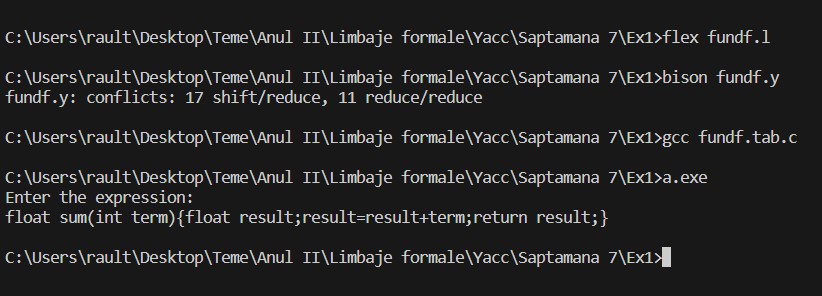 C:\Users\rault\Desktop\Teme\Anul II\Limbaje formale\Yacc\Saptamana 7\Ex1>flex fundf.l
C:\Users\rault\Desktop\Teme\Anul II\Limbaje formale\Yacc\Saptamana 7\Ex1>bison fundf.y
fundf.y: conflicts: 17 shift/reduce, 11 reduce/reduce
C:\Users\rault\Desktop\Teme\Anul II\Limbaje formale\Yacc\Saptamana 7\Ex1>gcc fundf.tab.c
C:\Users\rault\Desktop\Teme\Anul II\Limbaje formale\Yacc\Saptamana 7\Ex1>a.exe
Enter the expression:
float sum(int term){float result;result=result+term;return result;}
C:\Users\rault\Desktop\Teme\Anul II\Limbaje formale\Yacc\Saptamana 7\Ex1>